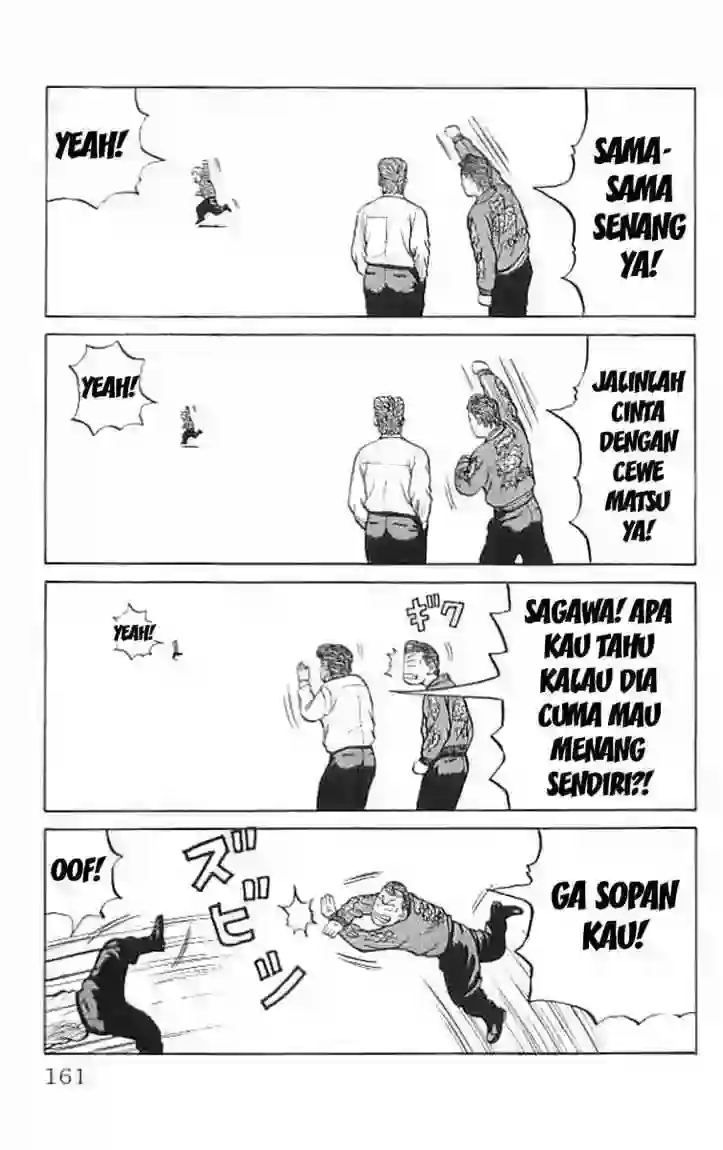 SAMA-
SAMA
SENANG
YA!
YEAH!
JALINLAH
CINTA
DENGAN
CEWE
MATSU
YA!
YEAH!
SAGAWA! APA
KAU TAHU
KALAU DIA
CUMA MAU
MENANG
SENDIRI?!
ギク
YEAH!
GA SOPAN
KAU!
ズビビッ
OOF!
161